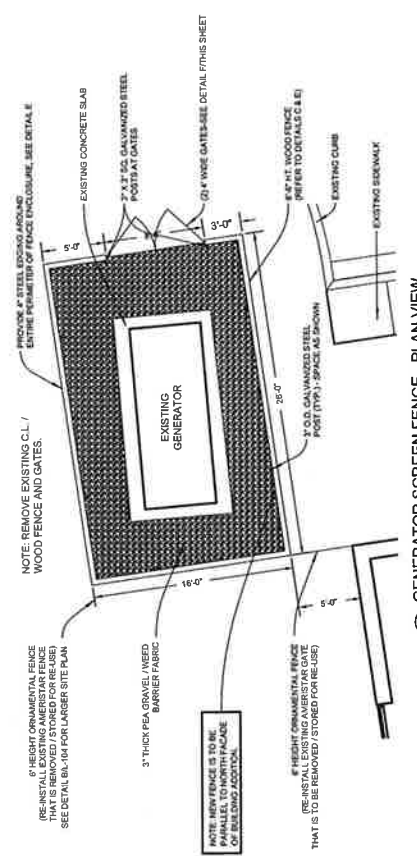 PROVIDE 4" STEEL EDGING AROUND
ENTIRE PERIMETER OF FENCE ENCLOSURE, SEE DETAIL E
NOTE: REMOVE EXISTING C.L. /
WOOD FENCE AND GATES.
EXISTING CONCRETE SLAB
3" X 3" SQ. GALVANIZED STEEL
POSTS AT GATES
(2) 4' WIDE GATES-SEE DETAIL F/THIS SHEET
5'-0"
3'-0"
6'-6" HT. WOOD FENCE
(REFER TO DETAILS C & E)
EXISTING CURB
EXISTING SIDEWALK
EXISTING
GENERATOR
26'-0"
3" O.D. GALVANIZED STEEL
POST (TYP.) - SPACE AS SHOWN
6' HEIGHT ORNAMENTAL FENCE
(RE-INSTALL EXISTING AMERISTAR FENCE
THAT IS REMOVED / STORED FOR RE-USE)
SEE DETAIL B/L-104 FOR LARGER SITE PLAN
16'-0"
3" THICK PEA GRAVEL / WEED
BARRIER FABRIC
NOTE: NEW FENCE IS TO BE
PARALLEL TO NORTH FACADE
OF BUILDING ADDITION.
5'-0"
6' HEIGHT ORNAMENTAL FENCE
(RE-INSTALL EXISTING AMERISTAR GATE
THAT IS TO BE REMOVED / STORED FOR RE-USE)
GENERATOR SCREEN FENCE - PLAN VIEW